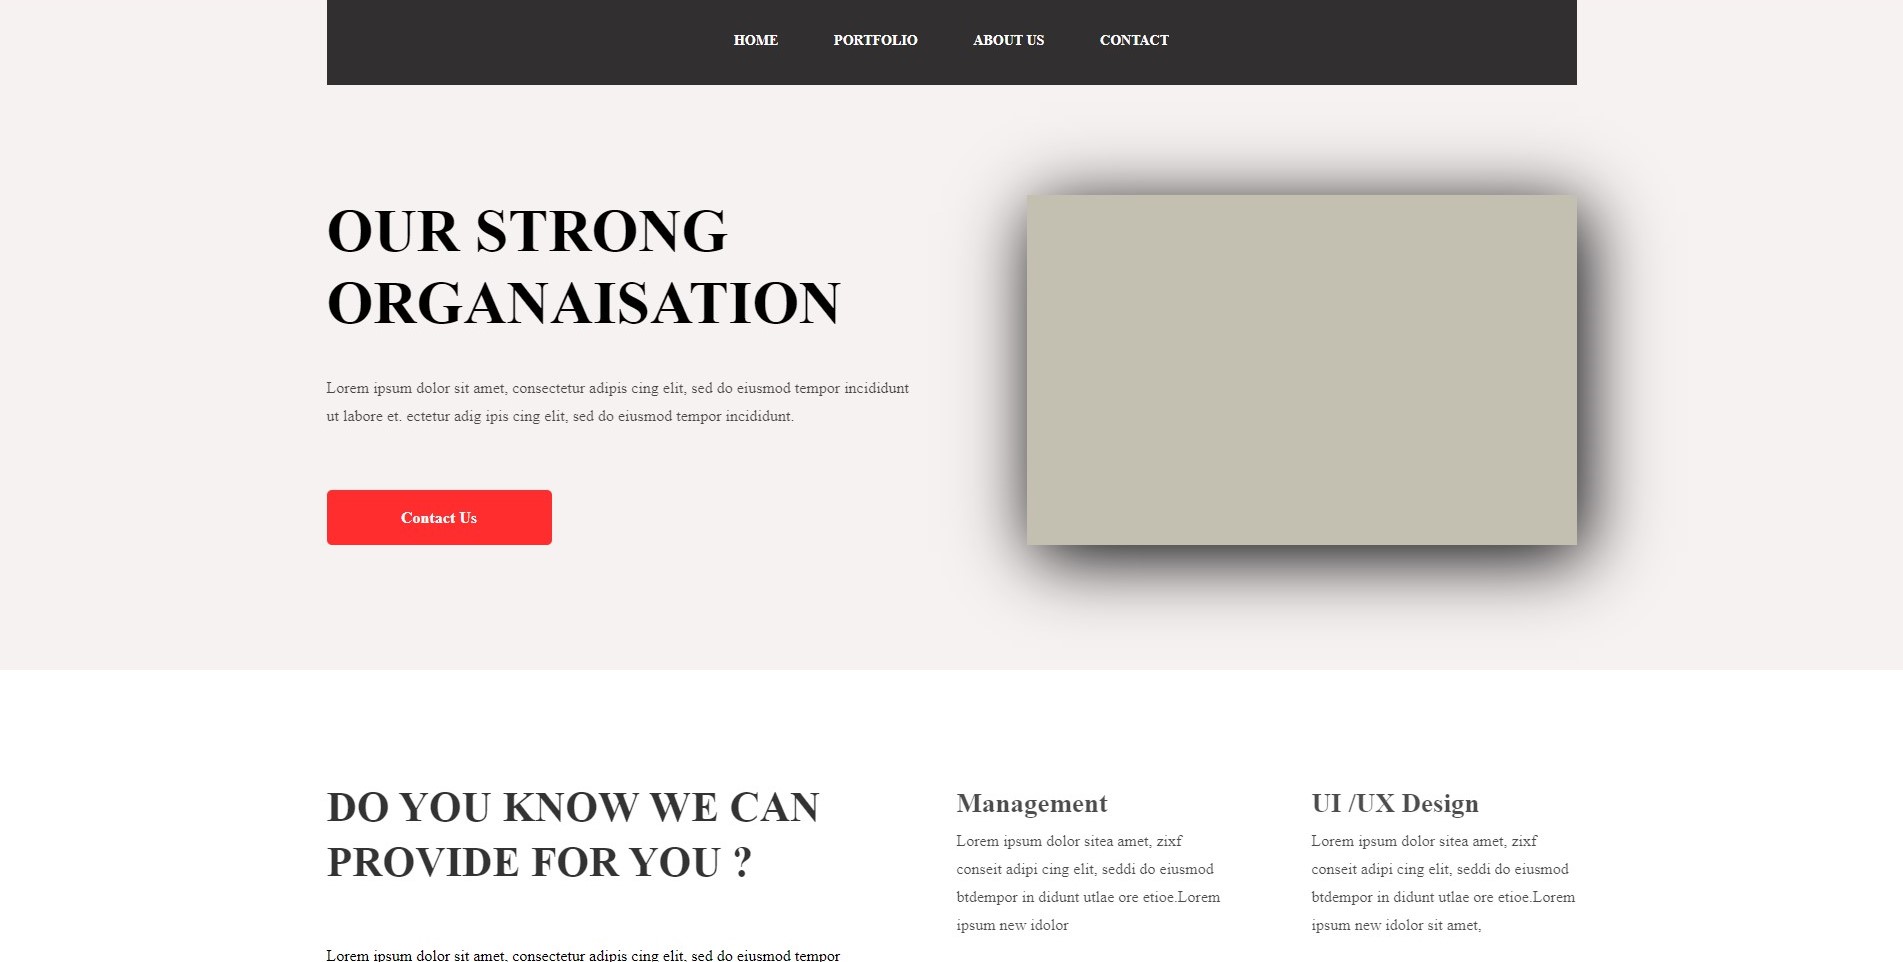 HOME PORTFOLIO ABOUT US CONTACT
OUR STRONG
ORGANAISATION
Lorem ipsum dolor sit amet, consectetur adipis cing elit, sed do eiusmod tempor incididunt
ut labore et. ectetur adig ipis cing elit, sed do eiusmod tempor incididunt.
Contact Us
DO YOU KNOW WE CAN
PROVIDE FOR YOU ?
Lorem ipsum dolor sit amet, consectetur adipis cing elit, sed do eiusmod tempor
Management
Lorem ipsum dolor sitea amet, zixf
conseit adipi cing elit, seddi do eiusmod
btdempor in didunt utlae ore etioe.Lorem
ipsum new idolor
UI /UX Design
Lorem ipsum dolor sitea amet, zixf
conseit adipi cing elit, seddi do eiusmod
btdempor in didunt utlae ore etioe.Lorem
ipsum new idolor sit amet,